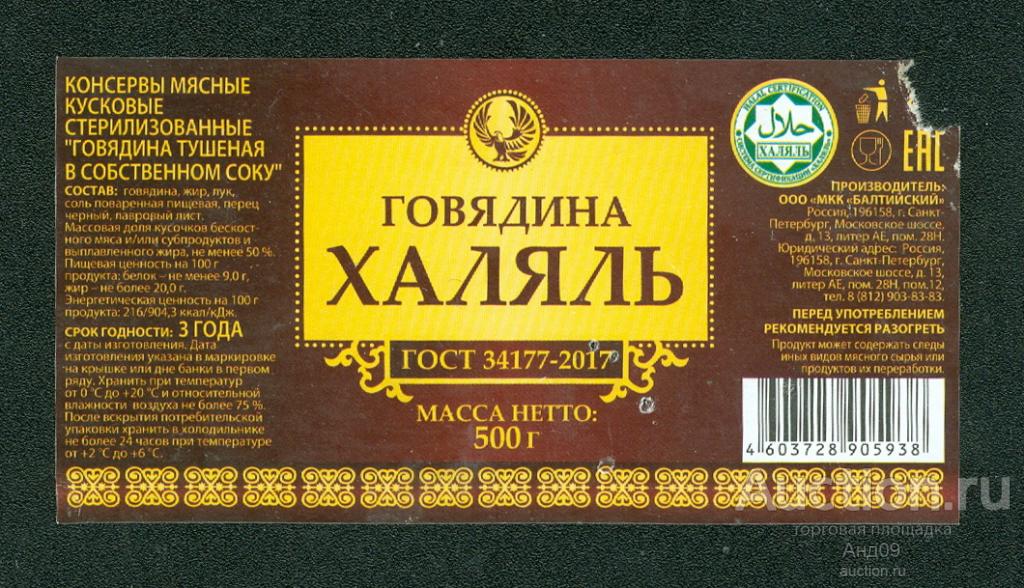 КОНСЕРВЫ МЯСНЫЕ
КУСКОВЫЕ
СТЕРИЛИЗОВАННЫЕ
"ГОВЯДИНА ТУШЕНАЯ
В СОБСТВЕННОМ СОКУ"
СОСТАВ: говядина, жир, лук,
соль поваренная пищевая, перец
черный, лавровый лист.
Массовая доля кусочков бескост-
ного мяса и/или субпродуктов и
выплавленного жира, не менее 50 %.
Пищевая ценность на 100 г
продукта: белок – не менее 9,0 г,
жир – не более 20,0 г.
Энергетическая ценность на 100 г
продукта: 216/904,3 ккал/кДж.
СРОК ГОДНОСТИ: 3 ГОДА
с даты изготовления. Дата
изготовления указана в маркировке
на крышке или дне банки в первом
ряду. Хранить при температур
от 0 °С до +20 °С и относительной
влажности воздуха не более 75 %.
После вскрытия потребительской
упаковки хранить в холодильнике
не более 24 часов при температуре
от +2 °С до +6 °С.
ГОВЯДИНА
ХАЛЯЛЬ
ГОСТ 34177-2017
МАССА НЕТТО:
500 г
HALAL CERTIFICATION
حلال
ХАЛЯЛЬ
EAC
ПРОИЗВОДИТЕЛЬ:
ООО «МКК «БАЛТИЙСКИЙ»
Россия, 196158, г. Санкт-
Петербург, Московское шоссе,
д. 13, литер АЕ, пом. 28Н.
Юридический адрес: Россия,
196158, г. Санкт-Петербург,
Московское шоссе, д. 13,
литер АЕ, пом. 28Н, пом.12,
тел. 8 (812) 903-83-83.
ПЕРЕД УПОТРЕБЛЕНИЕМ
РЕКОМЕНДУЕТСЯ РАЗОГРЕТЬ
Продукт может содержать следы
иных видов мясного сырья или
продуктов их переработки.
4 603728 905938
Auction.ru
торговая площадка
Анд09
auction.ru